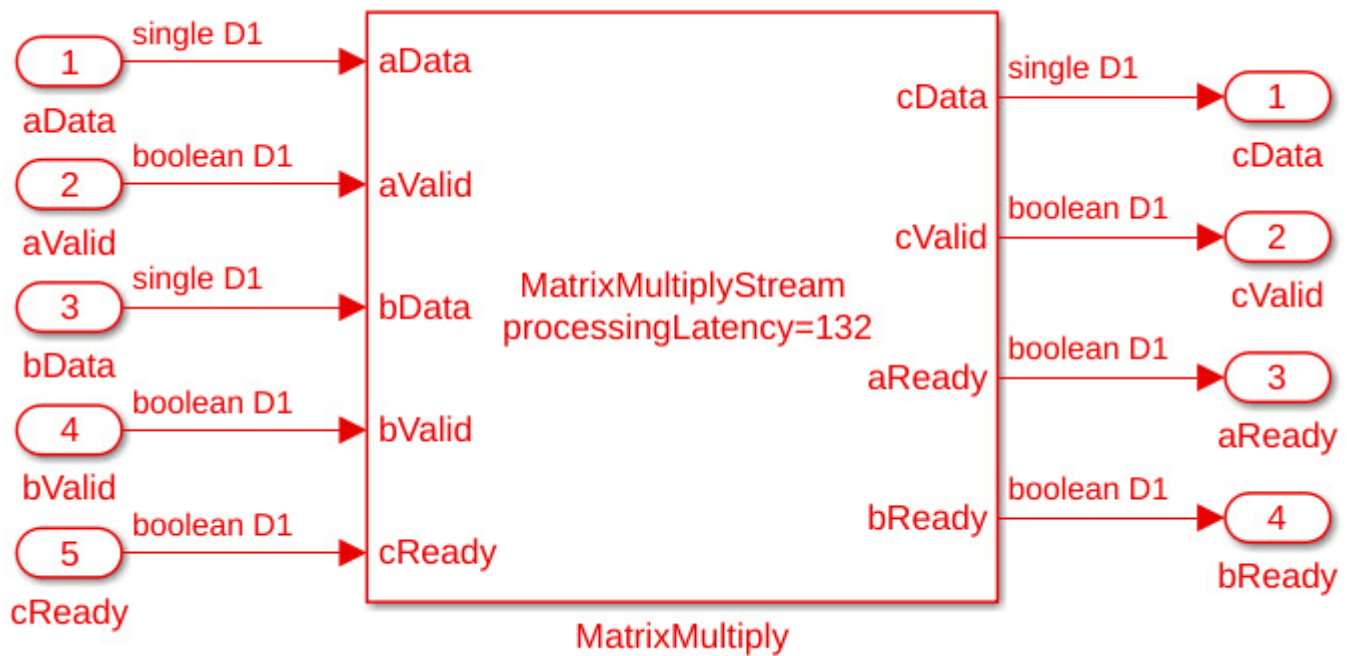 single D1
1
aData
aData
boolean D1
2
aValid
aValid
single D1
3
bData
bData
boolean D1
4
bValid
bValid
boolean D1
5
cReady
cReady
MatrixMultiplyStream
processingLatency=132
MatrixMultiply
cData
single D1
1
cData
cValid
boolean D1
2
cValid
aReady
boolean D1
3
aReady
bReady
boolean D1
4
bReady